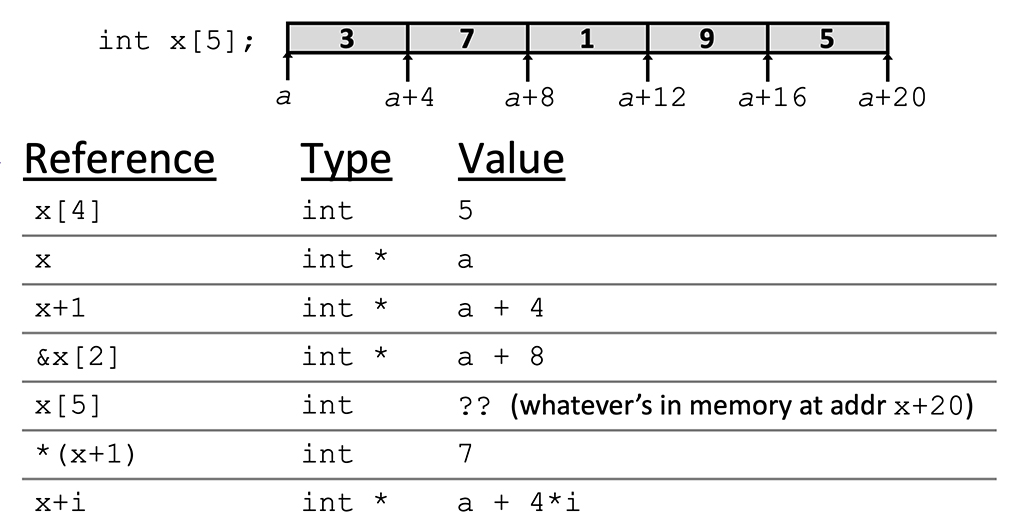 int x[5]; 3 7 1 9 5
a a+4 a+8 a+12 a+16 a+20
Reference Type Value
x[4] int 5
x int * a
x+1 int * a + 4
&x[2] int * a + 8
x[5] int ?? (whatever's in memory at addr x+20)
*(x+1) int 7
x+i int * a + 4*i